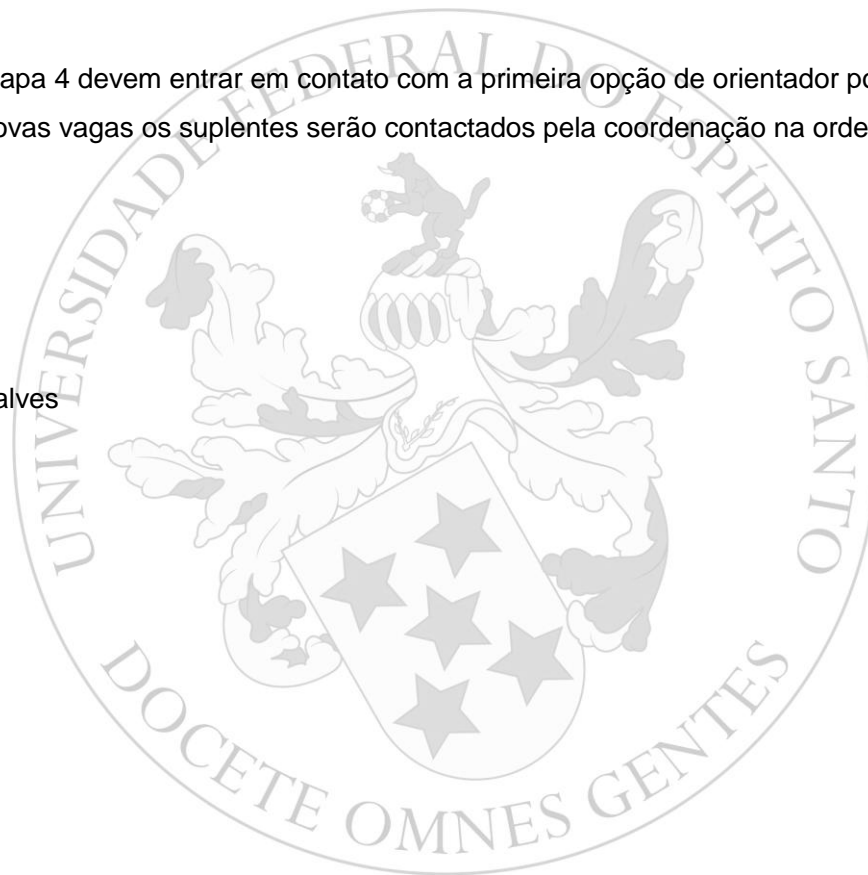 apa 4 devem entrar em contato com a primeira opção de orientador po
ovas vagas os suplentes serão contactados pela coordenação na orde
alves
UNIVERSIDADE FEDERAL DO ESPÍRITO SANTO
DOCETE OMNES GENTES